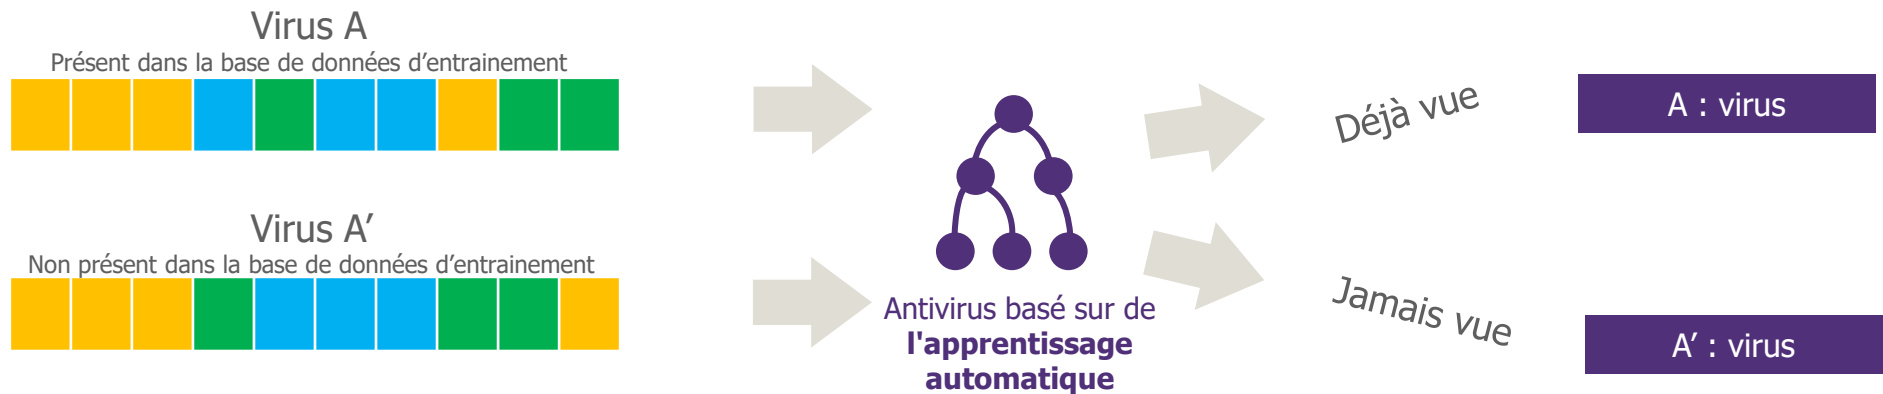 Virus A
Présent dans la base de données d’entrainement
Déjà vue
A : virus
Virus A’
Non présent dans la base de données d’entrainement
Antivirus basé sur de
l'apprentissage
automatique
Jamais vue
A’ : virus